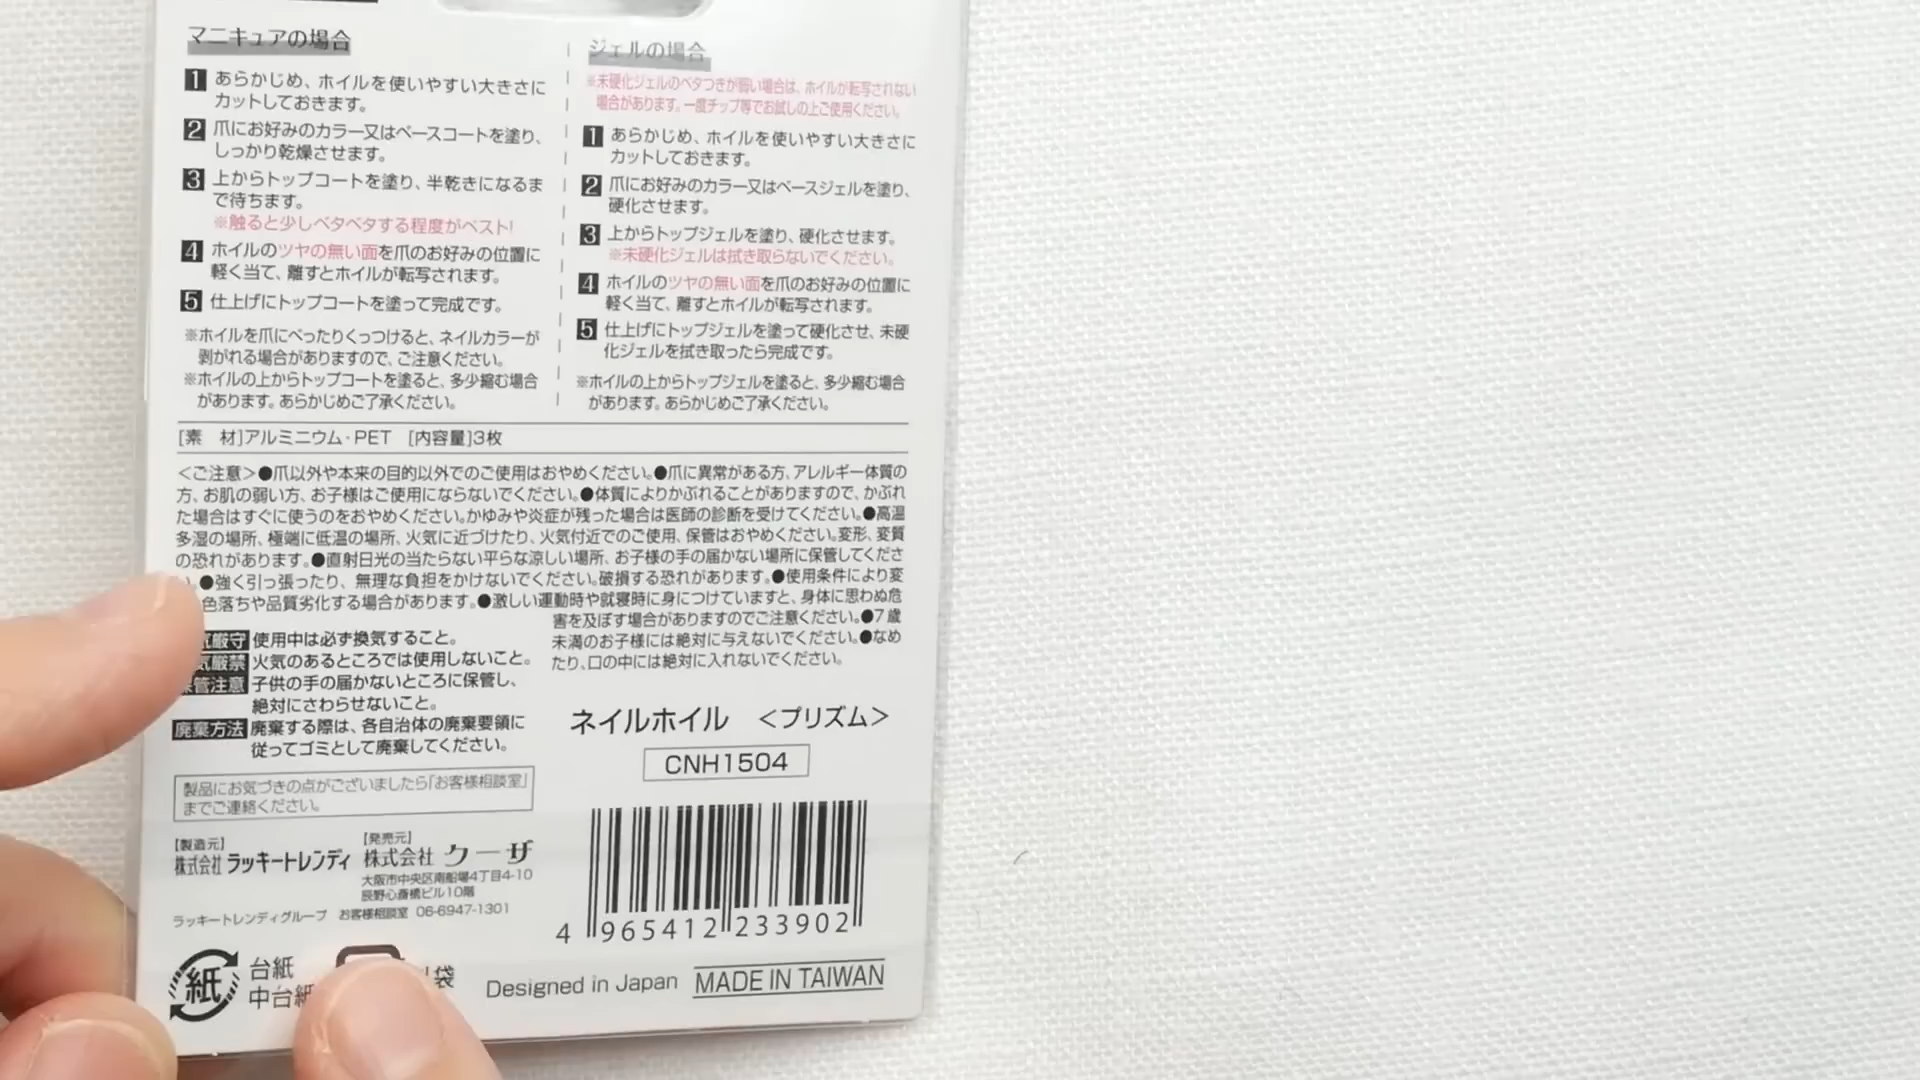 マニキュアの場合
1 あらかじめ、ホイルを使いやすい大きさに
カットしておきます。
2 爪にお好みのカラー又はベースコートを塗り、
しっかり乾燥させます。
3 上からトップコートを塗り、半乾きになるま
で待ちます。
※触ると少しベタベタする程度がベスト!
4 ホイルのツヤの無い面を爪のお好みの位置に
軽く当て、離すとホイルが転写されます。
5 仕上げにトップコートを塗って完成です。
※ホイルを爪にべったりくっつけると、ネイルカラーが
剥がれる場合がありますので、ご注意ください。
※ホイルの上からトップコートを塗ると、多少縮む場合
があります。あらかじめご了承ください。
ジェルの場合
※未硬化ジェルのベタつきが弱い場合は、ホイルが転写されない
場合があります。一度チップ等でお試しの上ご使用ください。
1 あらかじめ、ホイルを使いやすい大きさに
カットしておきます。
2 爪にお好みのカラー又はベースジェルを塗り、
硬化させます。
3 上からトップジェルを塗り、硬化させます。
※未硬化ジェルは拭き取らないでください。
4 ホイルのツヤの無い面を爪のお好みの位置に
軽く当て、離すとホイルが転写されます。
5 仕上げにトップジェルを塗って硬化させ、未硬
化ジェルを拭き取ったら完成です。
※ホイルの上からトップジェルを塗ると、多少縮む場合
があります。あらかじめご了承ください。
[素　材]アルミニウム・PET　[内容量]3枚
＜ご注意＞●爪以外や本来の目的以外でのご使用はおやめください。●爪に異常がある方、アレルギー体質の
方、お肌の弱い方、お子様はご使用にならないでください。●体質によりかぶれることがありますので、かぶれ
た場合はすぐに使うのをおやめください。かゆみや炎症が残った場合は医師の診断を受けてください。●高温
多湿の場所、極端に低温の場所、火気に近づけたり、火気付近でのご使用、保管はおやめください。変形、変質
の恐れがあります。●直射日光の当たらない平らな涼しい場所、お子様の手の届かない場所に保管してくださ
い。●強く引っ張ったり、無理な負担をかけないでください。破損する恐れがあります。●使用条件により変
色落ちや品質劣化する場合があります。●激しい運動時や就寝時に身につけていますと、身体に思わぬ危
害を及ぼす場合がありますのでご注意ください。●7歳
未満のお子様には絶対に与えないでください。●なめ
たり、口の中には絶対に入れないでください。
気厳守 使用中は必ず換気すること。
気厳禁 火気のあるところでは使用しないこと。
保管注意 子供の手の届かないところに保管し、
絶対にさわらせないこと。
廃棄方法 廃棄する際は、各自治体の廃棄要領に
従ってゴミとして廃棄してください。
製品にお気づきの点がございましたら「お客様相談室」
までご連絡ください。
ネイルホイル　＜プリズム＞
CNH1504
【製造元】
株式会社 ラッキートレンディ
【発売元】
株式会社 クーザ
大阪市中央区南船場4丁目4-10
辰野心斎橋ビル10階
ラッキートレンディグループ　お客様相談室　06-6947-1301
4 965412 233902
紙 台紙
中台紙
袋
Designed in Japan MADE IN TAIWAN